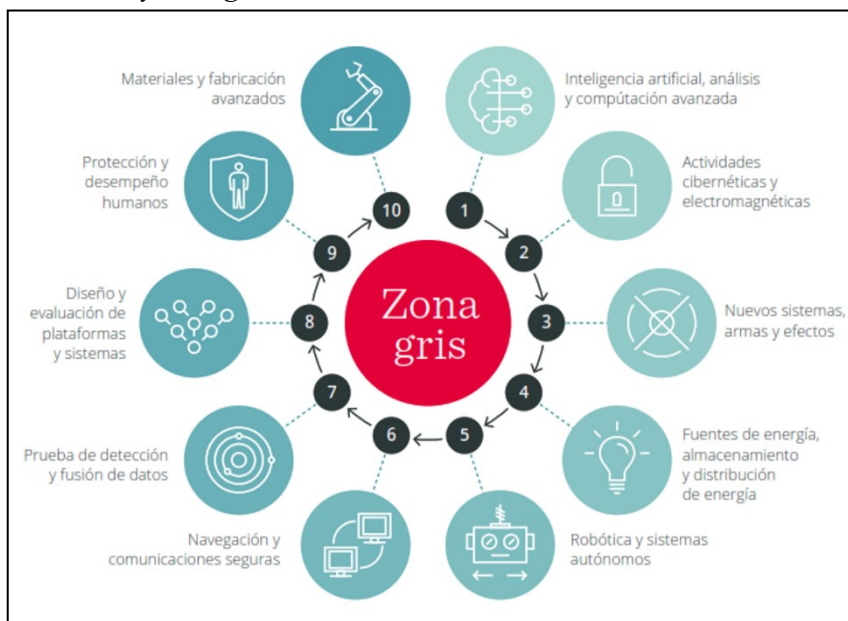 Zona
gris
1
Inteligencia artificial, análisis
y compútación avanzada
2
Actividades
cibernéticas y
electromagnéticas
3
Nuevos sistemas,
armas y efectos
4
Fuentes de energía,
almacenamiento
y distribución
de energía
5
Robótica y sistemas
autónomos
6
Navegación y
comunicaciones seguras
7
Prueba de detección
y fusión de datos
8
Diseño y
evaluación de
plataformas
y sistemas
9
Protección y
desempeño
humanos
10
Materiales y fabricación
avanzados